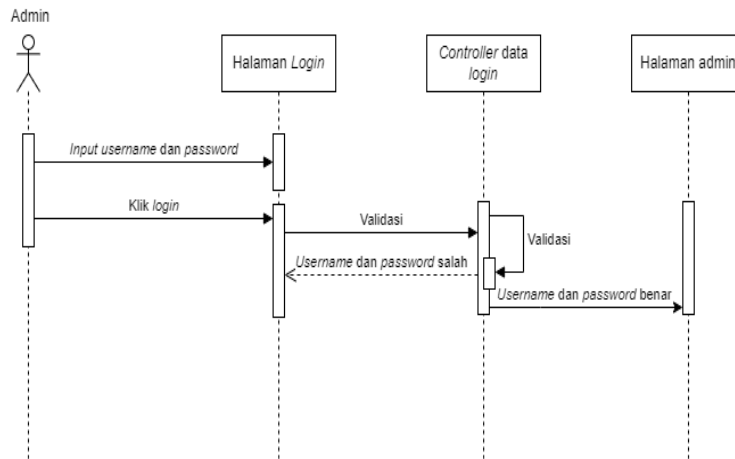 Admin
Halaman Login
Controller data
login
Halaman admin
Input username dan password
Klik login
Validasi
Validasi
Username dan password salah
Username dan password benar